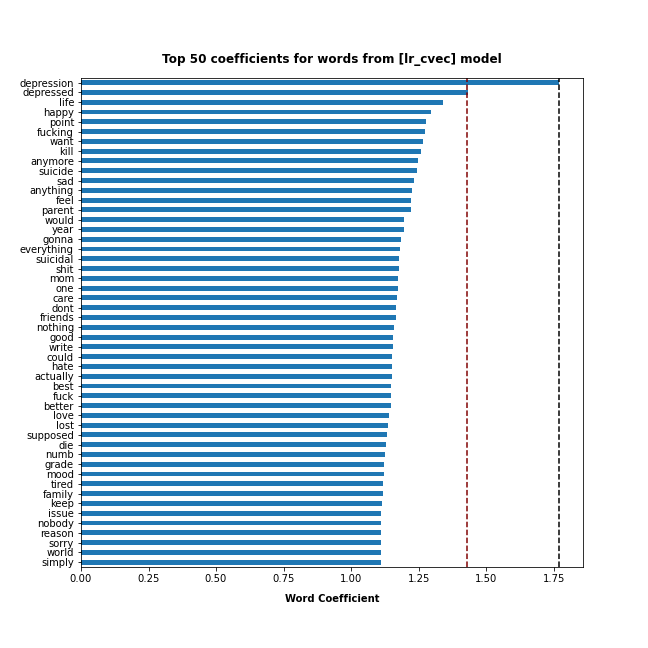 Top 50 coefficients for words from [lr_cvec] model
depression
depressed
life
happy
point
fucking
want
kill
anymore
suicide
sad
anything
feel
parent
would
year
gonna
everything
suicidal
shit
mom
one
care
dont
friends
nothing
good
write
could
hate
actually
best
fuck
better
love
lost
supposed
die
numb
grade
mood
tired
family
keep
issue
nobody
reason
sorry
world
simply
0.00 0.25 0.50 0.75 1.00 1.25 1.50 1.75
Word Coefficient